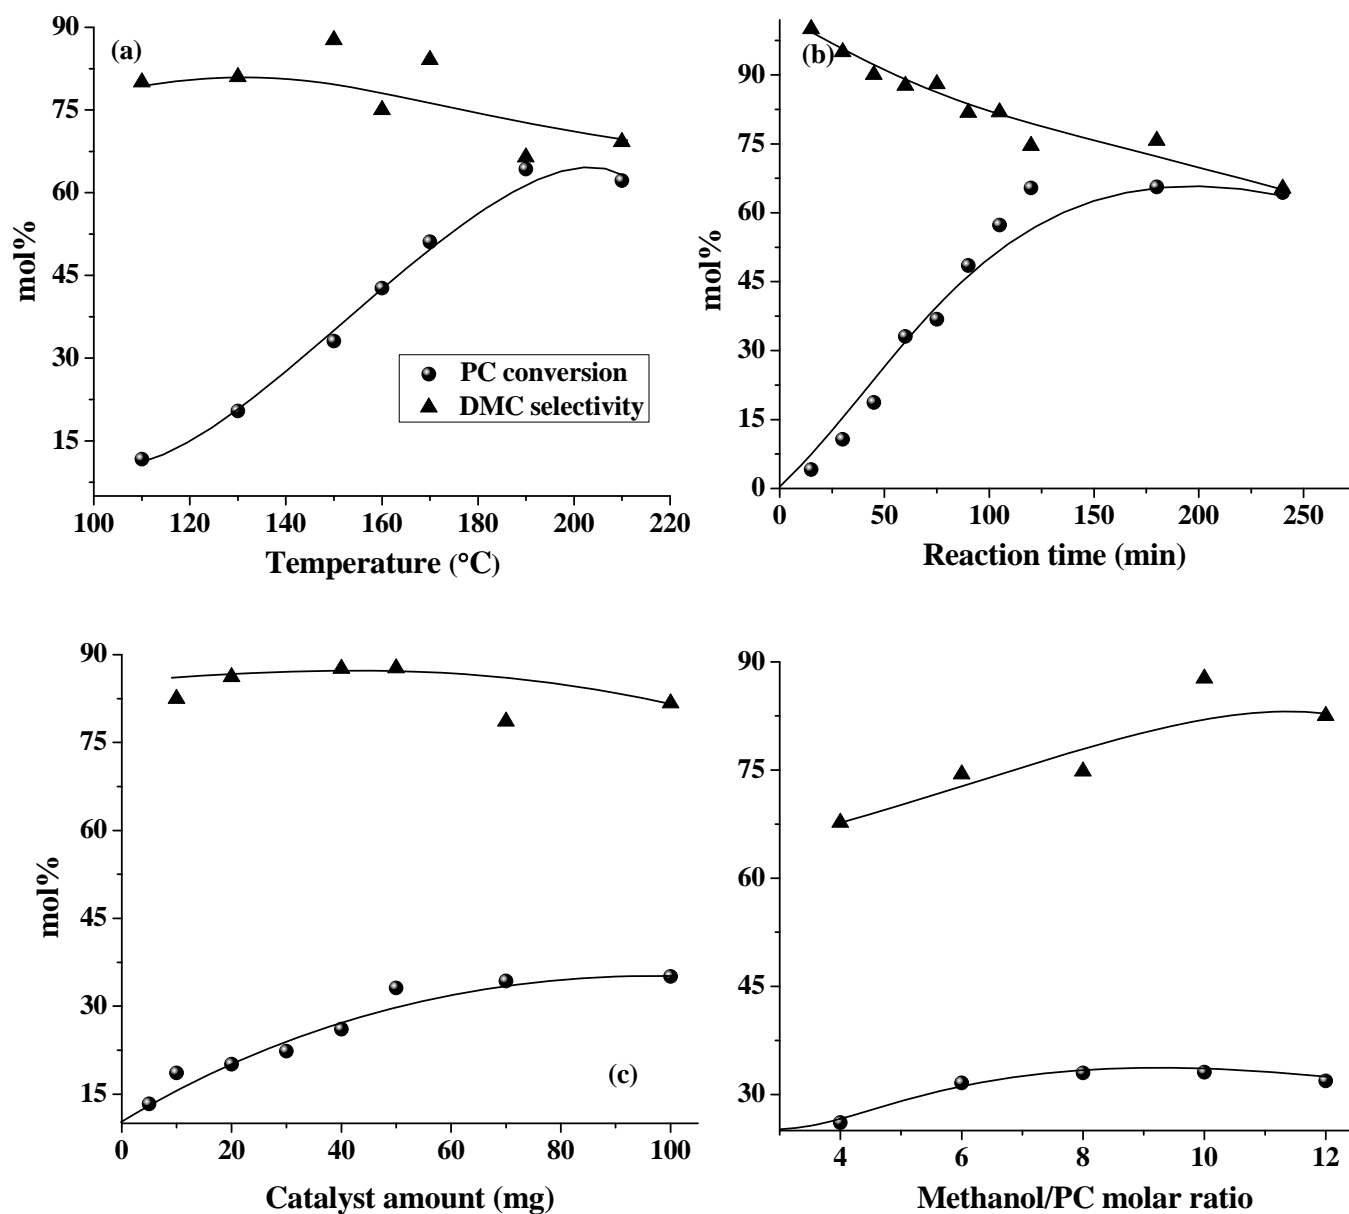 (a)
90
75
60
45
30
15
mol%
PC conversion
DMC selectivity
100 120 140 160 180 200 220
Temperature (°C)
(b)
90
75
60
45
30
15
0
mol%
0 50 100 150 200 250
Reaction time (min)
90
75
60
45
30
15
mol%
(c)
0 20 40 60 80 100
Catalyst amount (mg)
90
75
60
45
30
4 6 8 10 12
Methanol/PC molar ratio